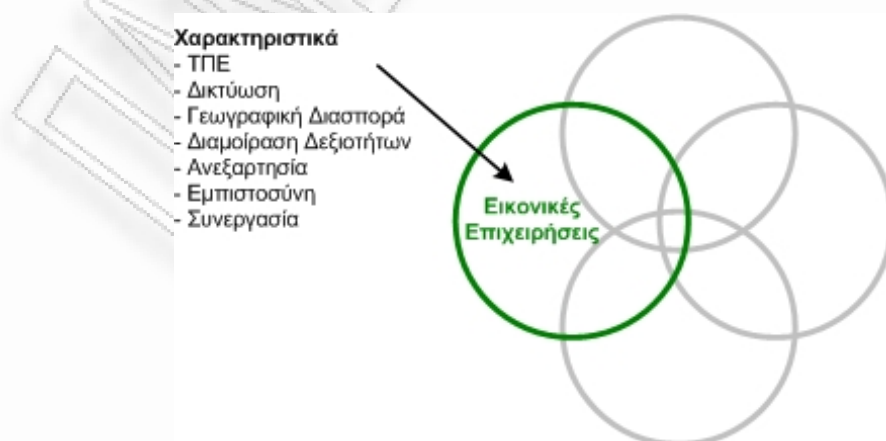 Χαρακτηριστικά
- ΤΠΕ
- Δικτύωση
- Γεωγραφική Διασπορά
- Διαμοίραση Δεξιοτήτων
- Ανεξαρτησία
- Εμπιστοσύνη
- Συνεργασία
Εικονικές
Επιχειρήσεις